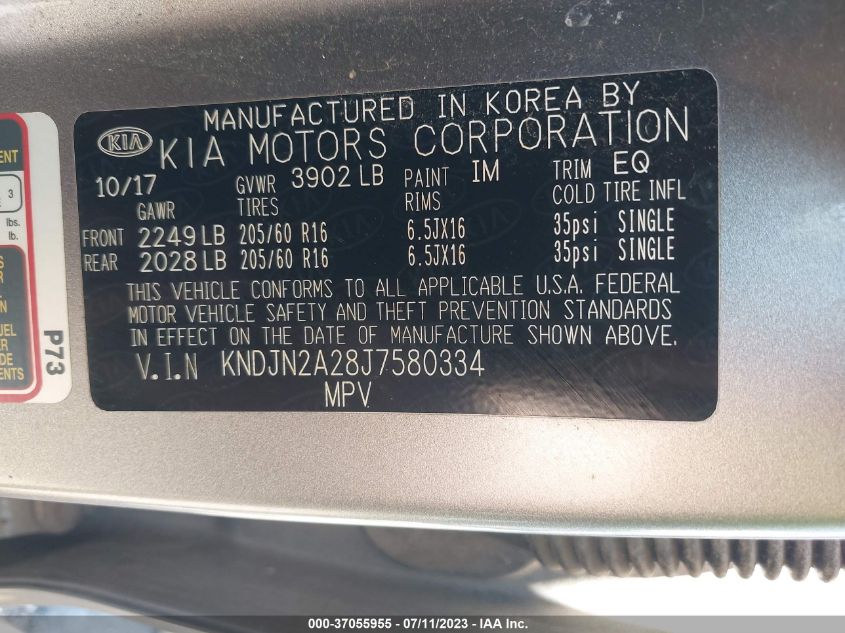 MANUFACTURED IN KOREA BY
KIA KIA MOTORS CORPORATION
10/17 GVWR 3902 LB PAINT IM TRIM EQ
GAWR TIRES RIMS COLD TIRE INFL
FRONT 2249 LB 205/60 R16 6.5JX16 35psi SINGLE
REAR 2028 LB 205/60 R16 6.5JX16 35psi SINGLE
THIS VEHICLE CONFORMS TO ALL APPLICABLE U.S.A. FEDERAL
MOTOR VEHICLE SAFETY AND THEFT PREVENTION STANDARDS
IN EFFECT ON THE DATE OF MANUFACTURE SHOWN ABOVE.
V.I.N KNDJN2A28J7580334
MPV
3
lbs.
lb.
P73
000-37055955 - 07/11/2023 - IAA Inc.